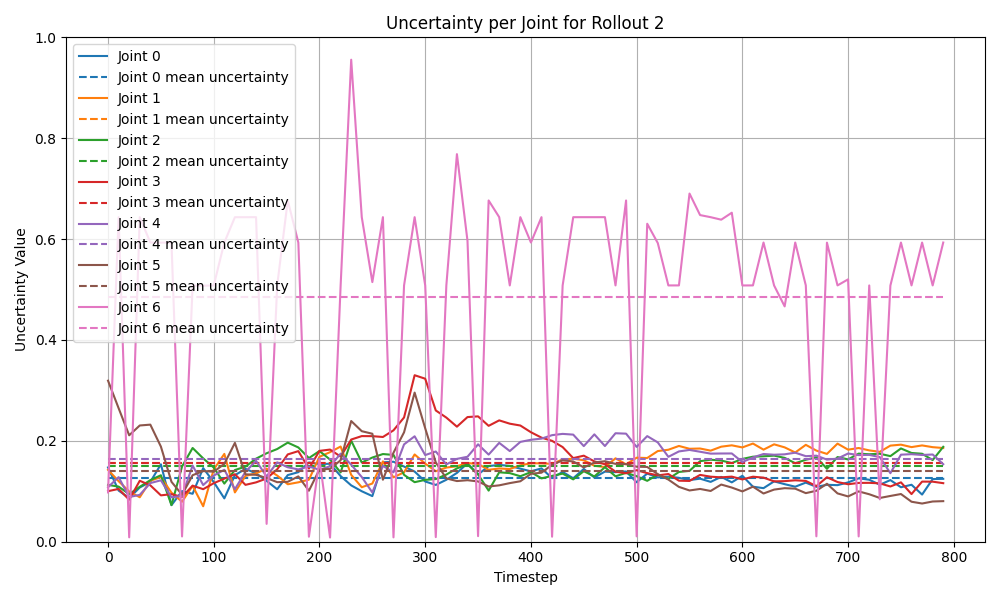 Uncertainty per Joint for Rollout 2
Uncertainty Value
1.0
0.8
0.6
0.4
0.2
0.0
Joint 0
Joint 0 mean uncertainty
Joint 1
Joint 1 mean uncertainty
Joint 2
Joint 2 mean uncertainty
Joint 3
Joint 3 mean uncertainty
Joint 4
Joint 4 mean uncertainty
Joint 5
Joint 5 mean uncertainty
Joint 6
Joint 6 mean uncertainty
0 100 200 300 400 500 600 700 800
Timestep